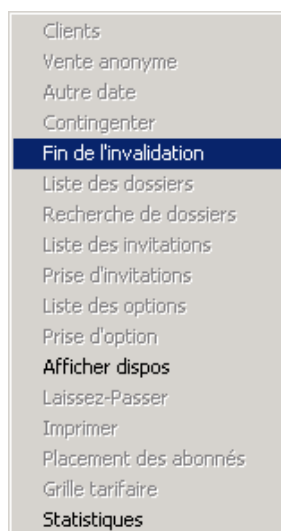 Clients
Vente anonyme
Autre date
Contingenter
Fin de l'invalidation
Liste des dossiers
Recherche de dossiers
Liste des invitations
Prise d'invitations
Liste des options
Prise d'option
Afficher dispos
Laissez-Passer
Imprimer
Placement des abonnés
Grille tarifaire
Statistiques